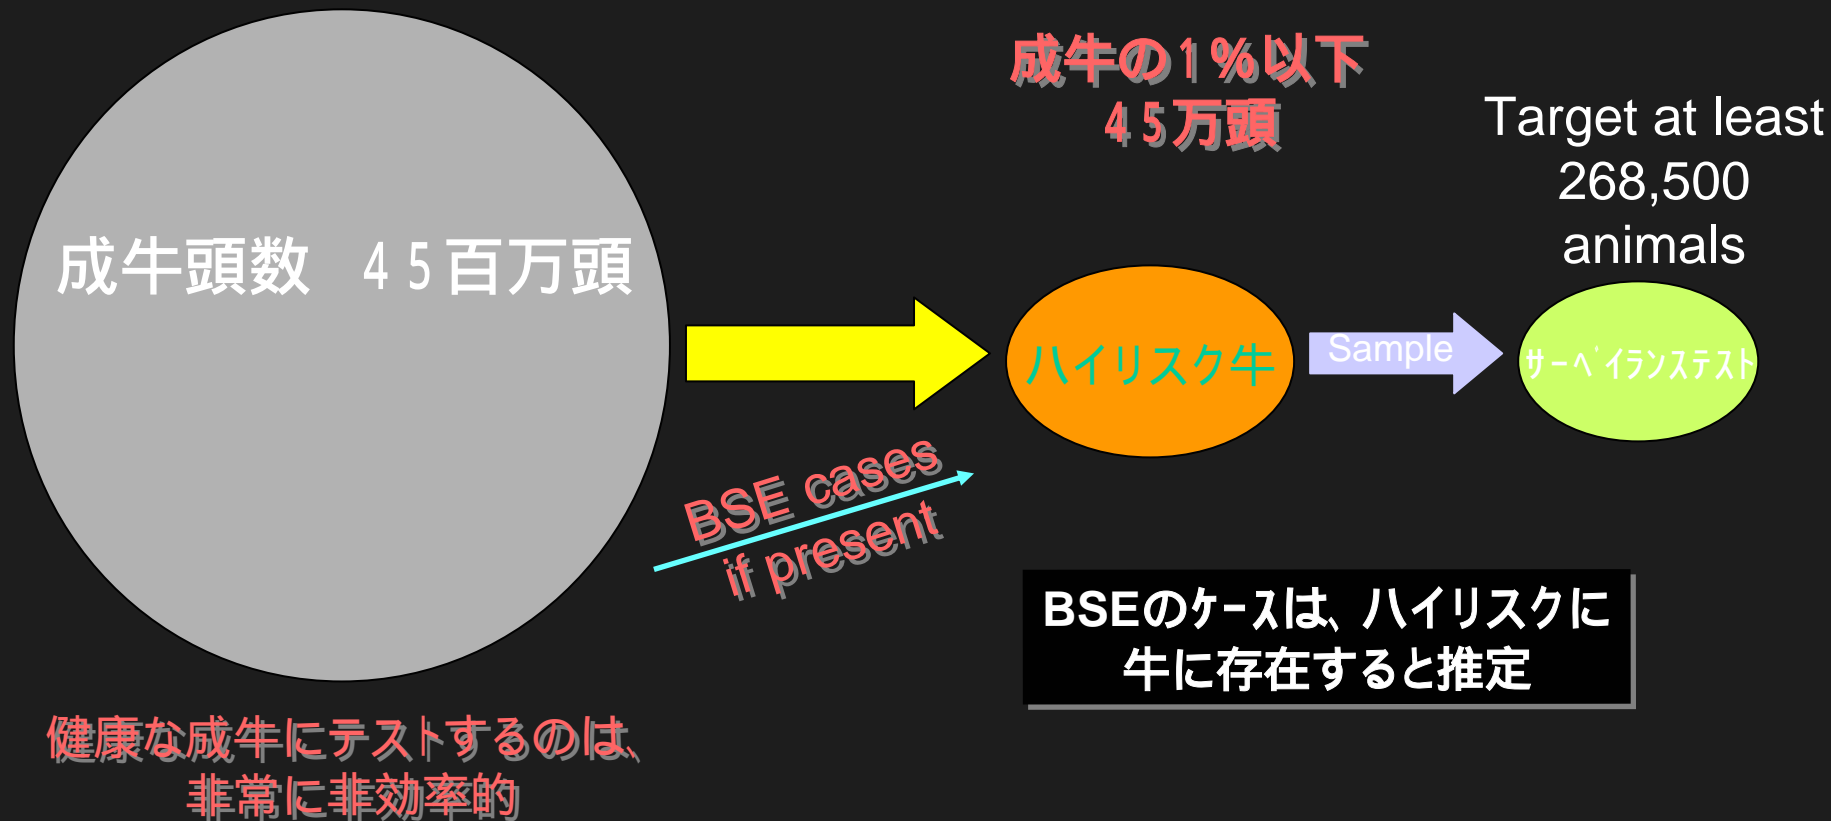 成牛頭数　４５百万頭
健康な成牛にテストするのは、
非常に非効率的
BSE cases
if present
成牛の１％以下
４５万頭
ハイリスク牛
Sample
Target at least
268,500
animals
ｻｰﾍﾞｲﾗﾝｽﾃｽﾄ
BSEのｹｰｽは、ハイリスクに
牛に存在すると推定